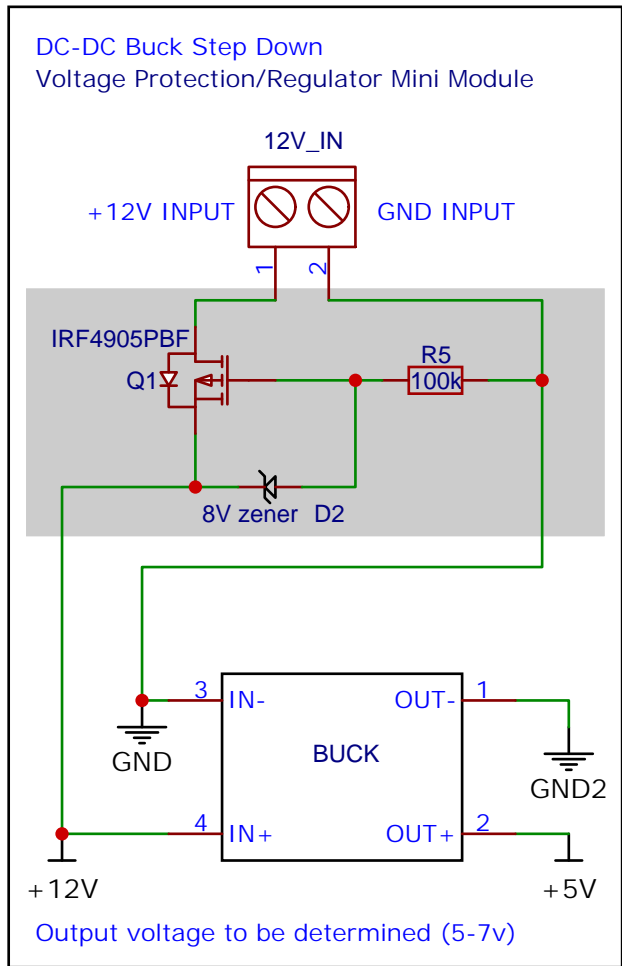 DC-DC Buck Step Down
Voltage Protection/Regulator Mini Module
12V_IN
+12V INPUT
GND INPUT
1
2
IRF4905PBF
Q1
R5
100k
8V zener D2
3
IN-
OUT-
1
GND
BUCK
GND2
4
IN+
OUT+
2
+12V
+5V
Output voltage to be determined (5-7v)